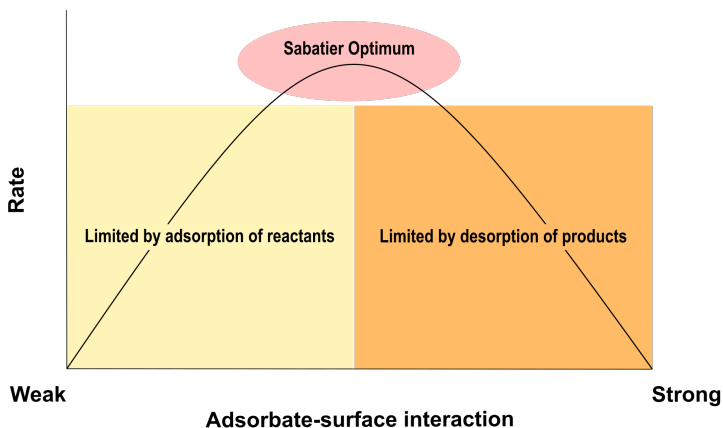 Sabatier Optimum
Rate
Limited by adsorption of reactants
Limited by desorption of products
Weak
Strong
Adsorbate-surface interaction